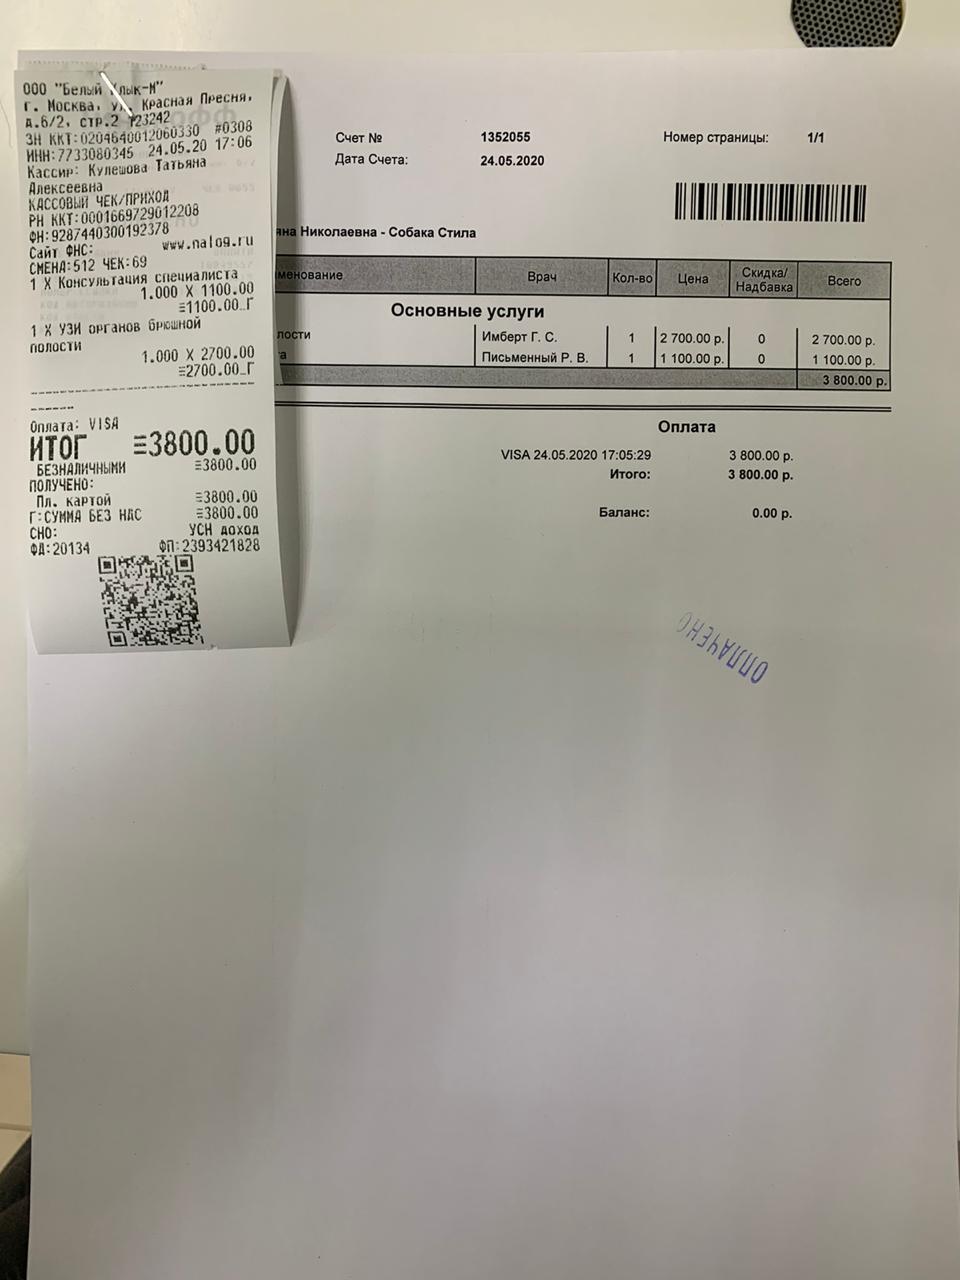 ООО "Белый Клык-М"
г. Москва, ул. Красная Пресня,
д.6/2, стр.2 123242
ЗН ККТ:0204640012060330 #0308
ИНН:7733080345 24.05.20 17:06
Кассир: Кулешова Татьяна
Алексеевна
КАССОВЫЙ ЧЕК/ПРИХОД
РН ККТ:0001669729012208
ФН:9287440300192378
Сайт ФНС: www.nalog.ru
СМЕНА:512 ЧЕК:69
1 X Консультация специалиста
1.000 X 1100.00
≡1100.00_Г
1 X УЗИ органов брюшной
полости
1.000 X 2700.00
≡2700.00_Г
Оплата: VISA
ИТОГ ≡3800.00
БЕЗНАЛИЧНЫМИ ≡3800.00
ПОЛУЧЕНО:
Пл. картой ≡3800.00
Г:СУММА БЕЗ НДС ≡3800.00
СНО: УСН доход
ФД:20134 ФП:2393421828
Счет № 1352055 Номер страницы: 1/1
Дата Счета: 24.05.2020
Николаевна - Собака Стила
Врач Кол-во Цена Скидка/ Надбавка Всего
Основные услуги
лости Имберт Г. С. 1 2 700.00 р. 0 2 700.00 р.
а Письменный Р. В. 1 1 100.00 р. 0 1 100.00 р.
3 800.00 р.
Оплата
VISA 24.05.2020 17:05:29 3 800.00 р.
Итого: 3 800.00 р.
Баланс: 0.00 р.
ОПЛАЧЕНО